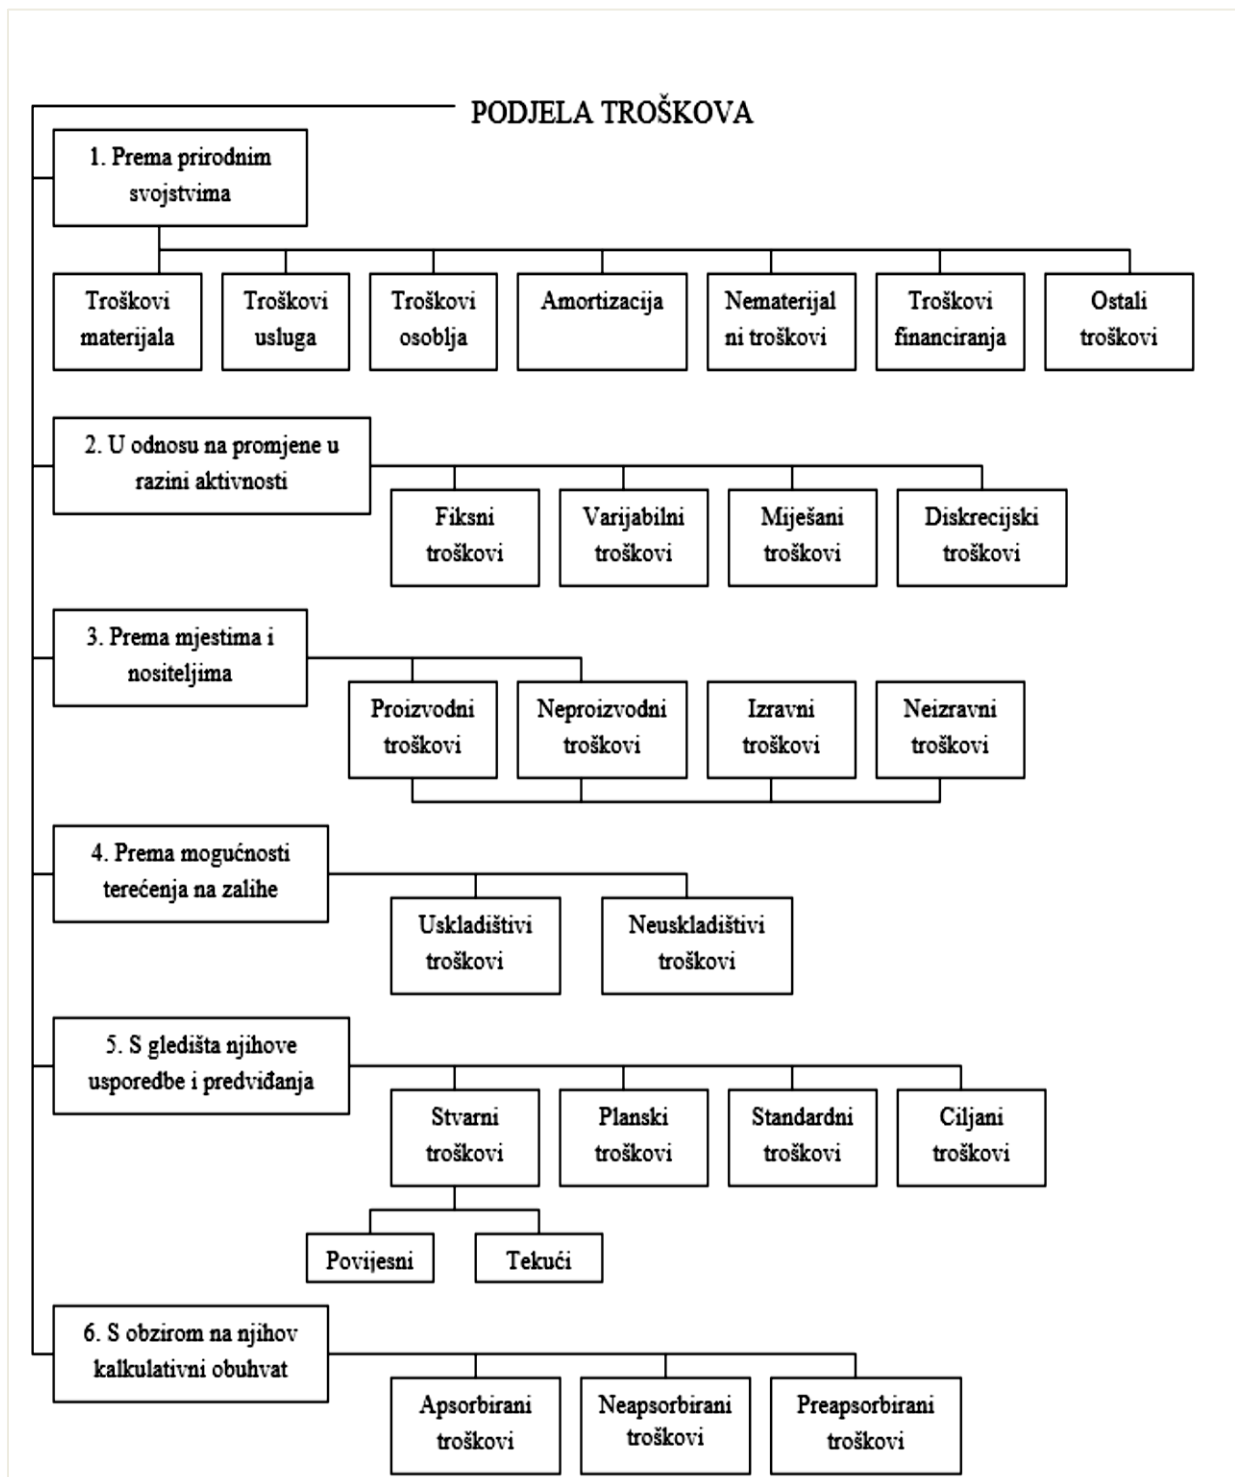 PODJELA TROŠKOVA
1. Prema prirodnim
svojstvima
Troškovi
materijala
Troškovi
usluga
Troškovi
osoblja
Amortizacija
Nematerijal
ni troškovi
Troškovi
financiranja
Ostali
troškovi
2. U odnosu na promjene u
razini aktivnosti
Fiksni
troškovi
Varijabilni
troškovi
Miješani
troškovi
Diskrecijski
troškovi
3. Prema mjestima i
nositeljima
Proizvodni
troškovi
Neproizvodni
troškovi
Izravni
troškovi
Neizravni
troškovi
4. Prema mogućnosti
terećenja na zalihe
Uskladištivi
troškovi
Neuskladištivi
troškovi
5. S gledišta njihove
usporedbe i predviđanja
Stvarni
troškovi
Planski
troškovi
Standardni
troškovi
Ciljani
troškovi
Povijesni
Tekući
6. S obzirom na njihov
kalkulativni obuhvat
Apsorbirani
troškovi
Neapsorbirani
troškovi
Preapsorbirani
troškovi